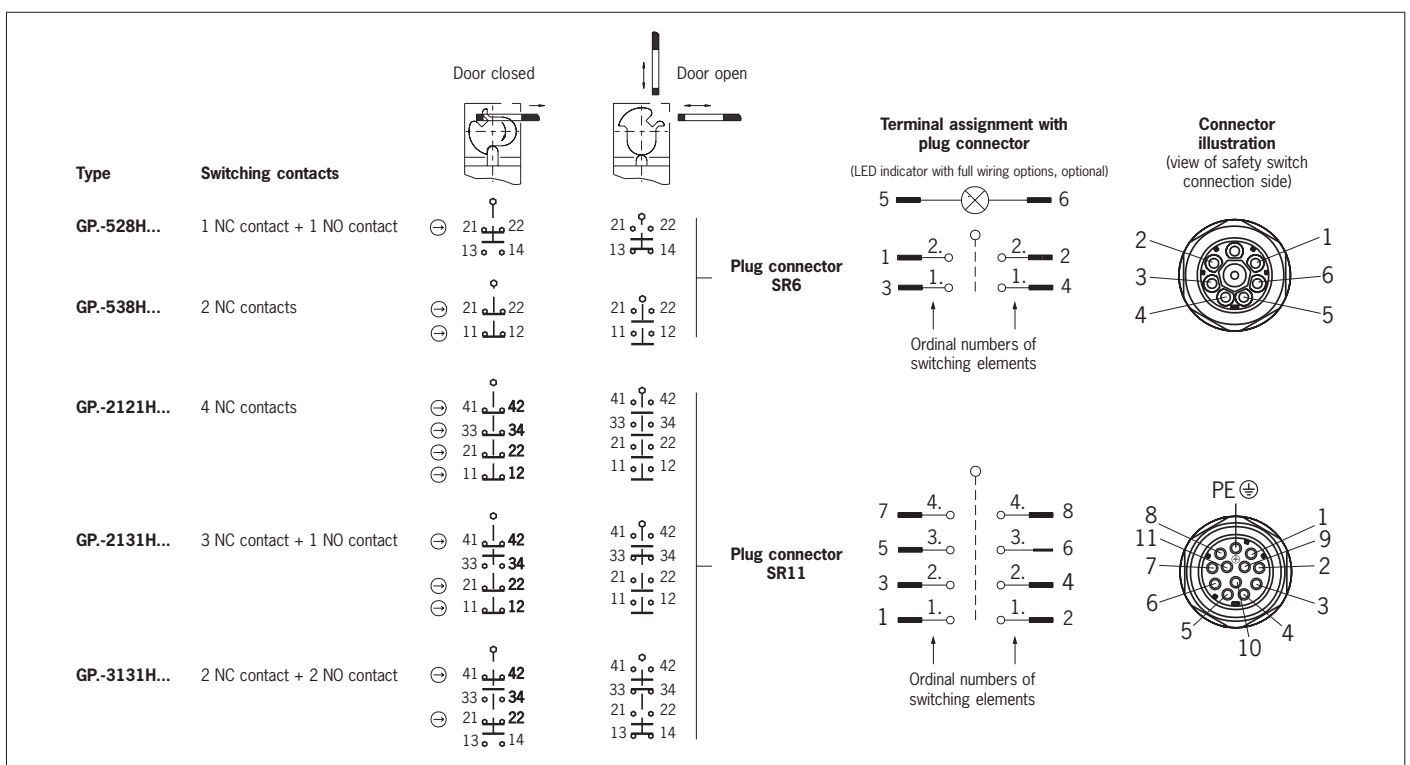 Door closed
Door open
Type
Switching contacts
Terminal assignment with
plug connector
(LED indicator with full wiring options, optional)
Connector
illustration
(view of safety switch
connection side)
5 6
GP.-528H... 1 NC contact + 1 NO contact
21 22 21 22
13 14 13 14
GP.-538H... 2 NC contacts
21 22 21 22
11 12 11 12
Plug connector
SR6
1 2. 2. 2
3 1. 1. 4
Ordinal numbers of
switching elements
2 1
3 6
4 5
GP.-2121H... 4 NC contacts
41 42 41 42
33 34 33 34
21 22 21 22
11 12 11 12
GP.-2131H... 3 NC contact + 1 NO contact
41 42 41 42
33 34 33 34
21 22 21 22
11 12 11 12
GP.-3131H... 2 NC contact + 2 NO contact
41 42 41 42
33 34 33 34
21 22 21 22
13 14 13 14
Plug connector
SR11
7 4. 4. 8
5 3. 3. 6
3 2. 2. 4
1 1. 1. 2
Ordinal numbers of
switching elements
PE
8 1
11 9
7 2
6 3
5 4
10